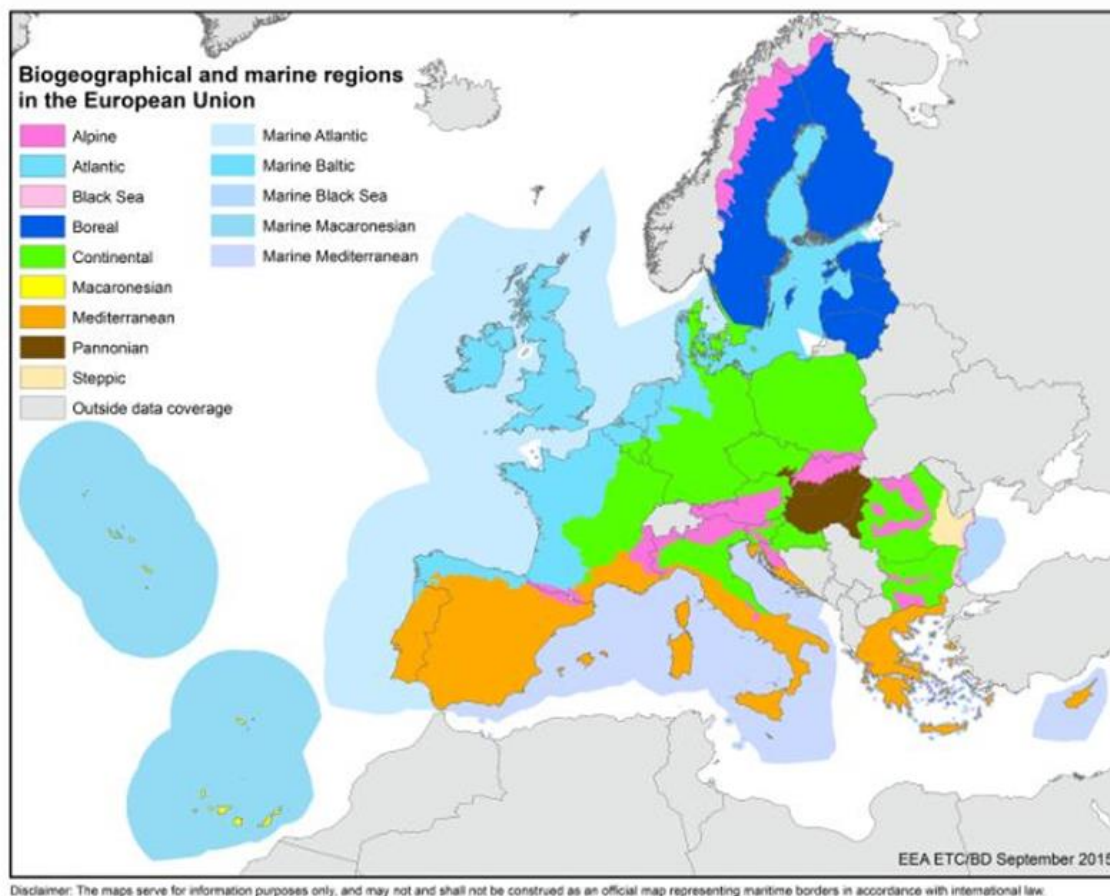 Biogeographical and marine regions
in the European Union
Alpine
Atlantic
Black Sea
Boreal
Continental
Macaronesian
Mediterranean
Pannonian
Steppic
Outside data coverage
Marine Atlantic
Marine Baltic
Marine Black Sea
Marine Macaronesian
Marine Mediterranean
EEA ETC/BD September 2015
Disclaimer: The maps serve for information purposes only, and may not and shall not be construed as an official map representing maritime borders in accordance with international law.